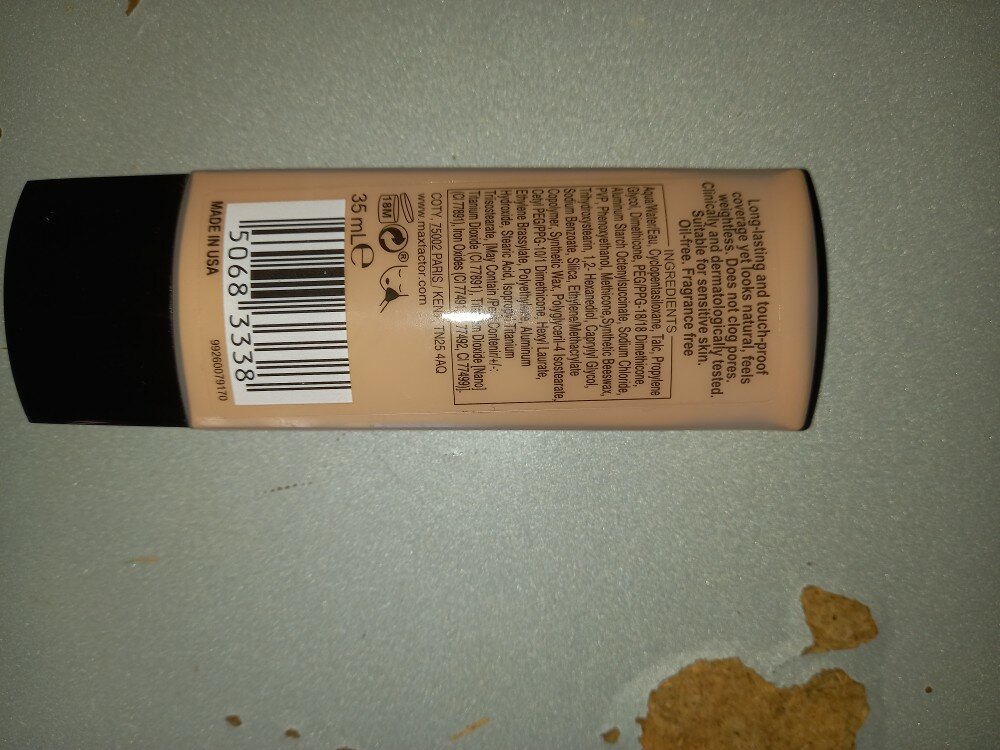 Long-lasting and touch-proof
coverage yet looks natural, feels
weightless. Does not clog pores.
Clinically and dermatologically tested.
Suitable for sensitive skin.
Oil-free. Fragrance free
INGREDIENTS
Aqua/Water/Eau, Cyclopentasiloxane, Talc, Propylene
Glycol, Dimethicone, PEG/PPG-18/18 Dimethicone,
Aluminum Starch Octenylsuccinate, Sodium Chloride,
PVP, Phenoxyethanol, Methicone, Synthetic Beeswax,
Trihydroxystearin, 1,2-Hexanediol, Caprylyl Glycol,
Sodium Benzoate, Silica, Ethylene/Methacrylate
Copolymer, Synthetic Wax, Polyglyceryl-4 Isostearate,
Cetyl PEG/PPG-10/1 Dimethicone, Hexyl Laurate,
Ethylene Brassylate, Polyethylene, Aluminum
Hydroxide, Stearic Acid, Isopropyl Titanium
Triisostearate, [May Contain /Peut Contenir/+/-:
Titanium Dioxide (CI 77891), Titanium Dioxide [Nano]
(CI 77891), Iron Oxides (CI 77491, CI 77492, CI 77499)].
COTY, 75002 PARIS / KENT, TN25 4AQ
www.maxfactor.com
18M
®
35 mL e
5068 3338
99260079170
MADE IN USA